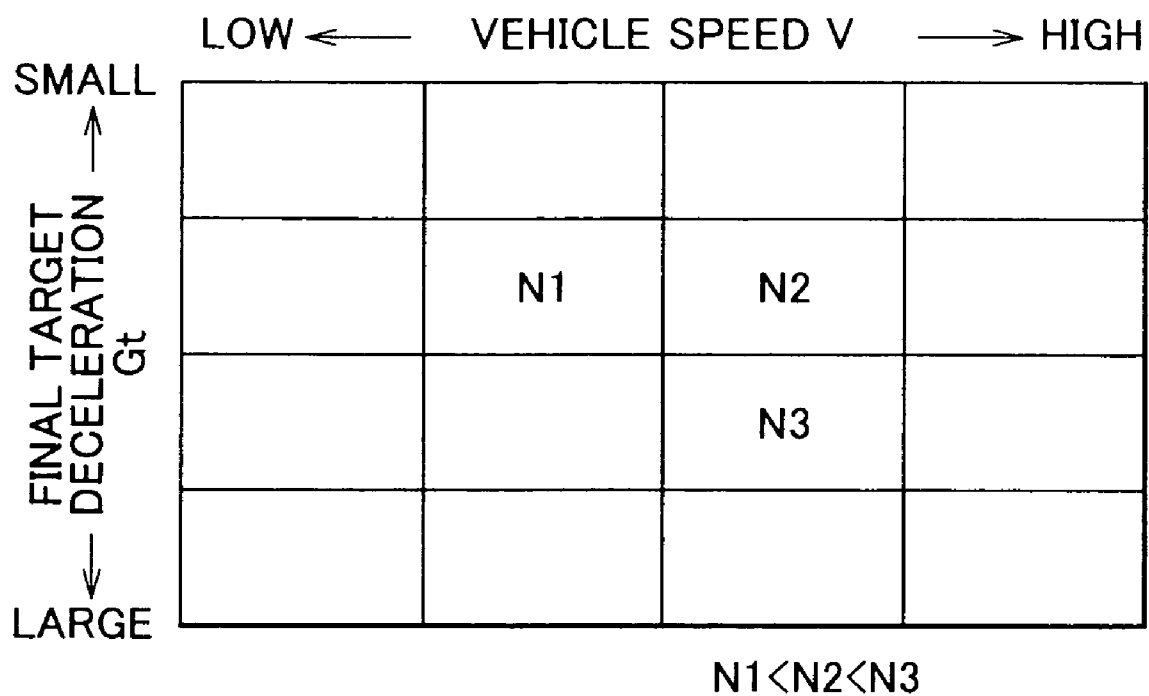 LOW ← VEHICLE SPEED V → HIGH
SMALL
FINAL TARGET
DECELERATION
Gt
LARGE
N1 N2
N3
N1<N2<N3